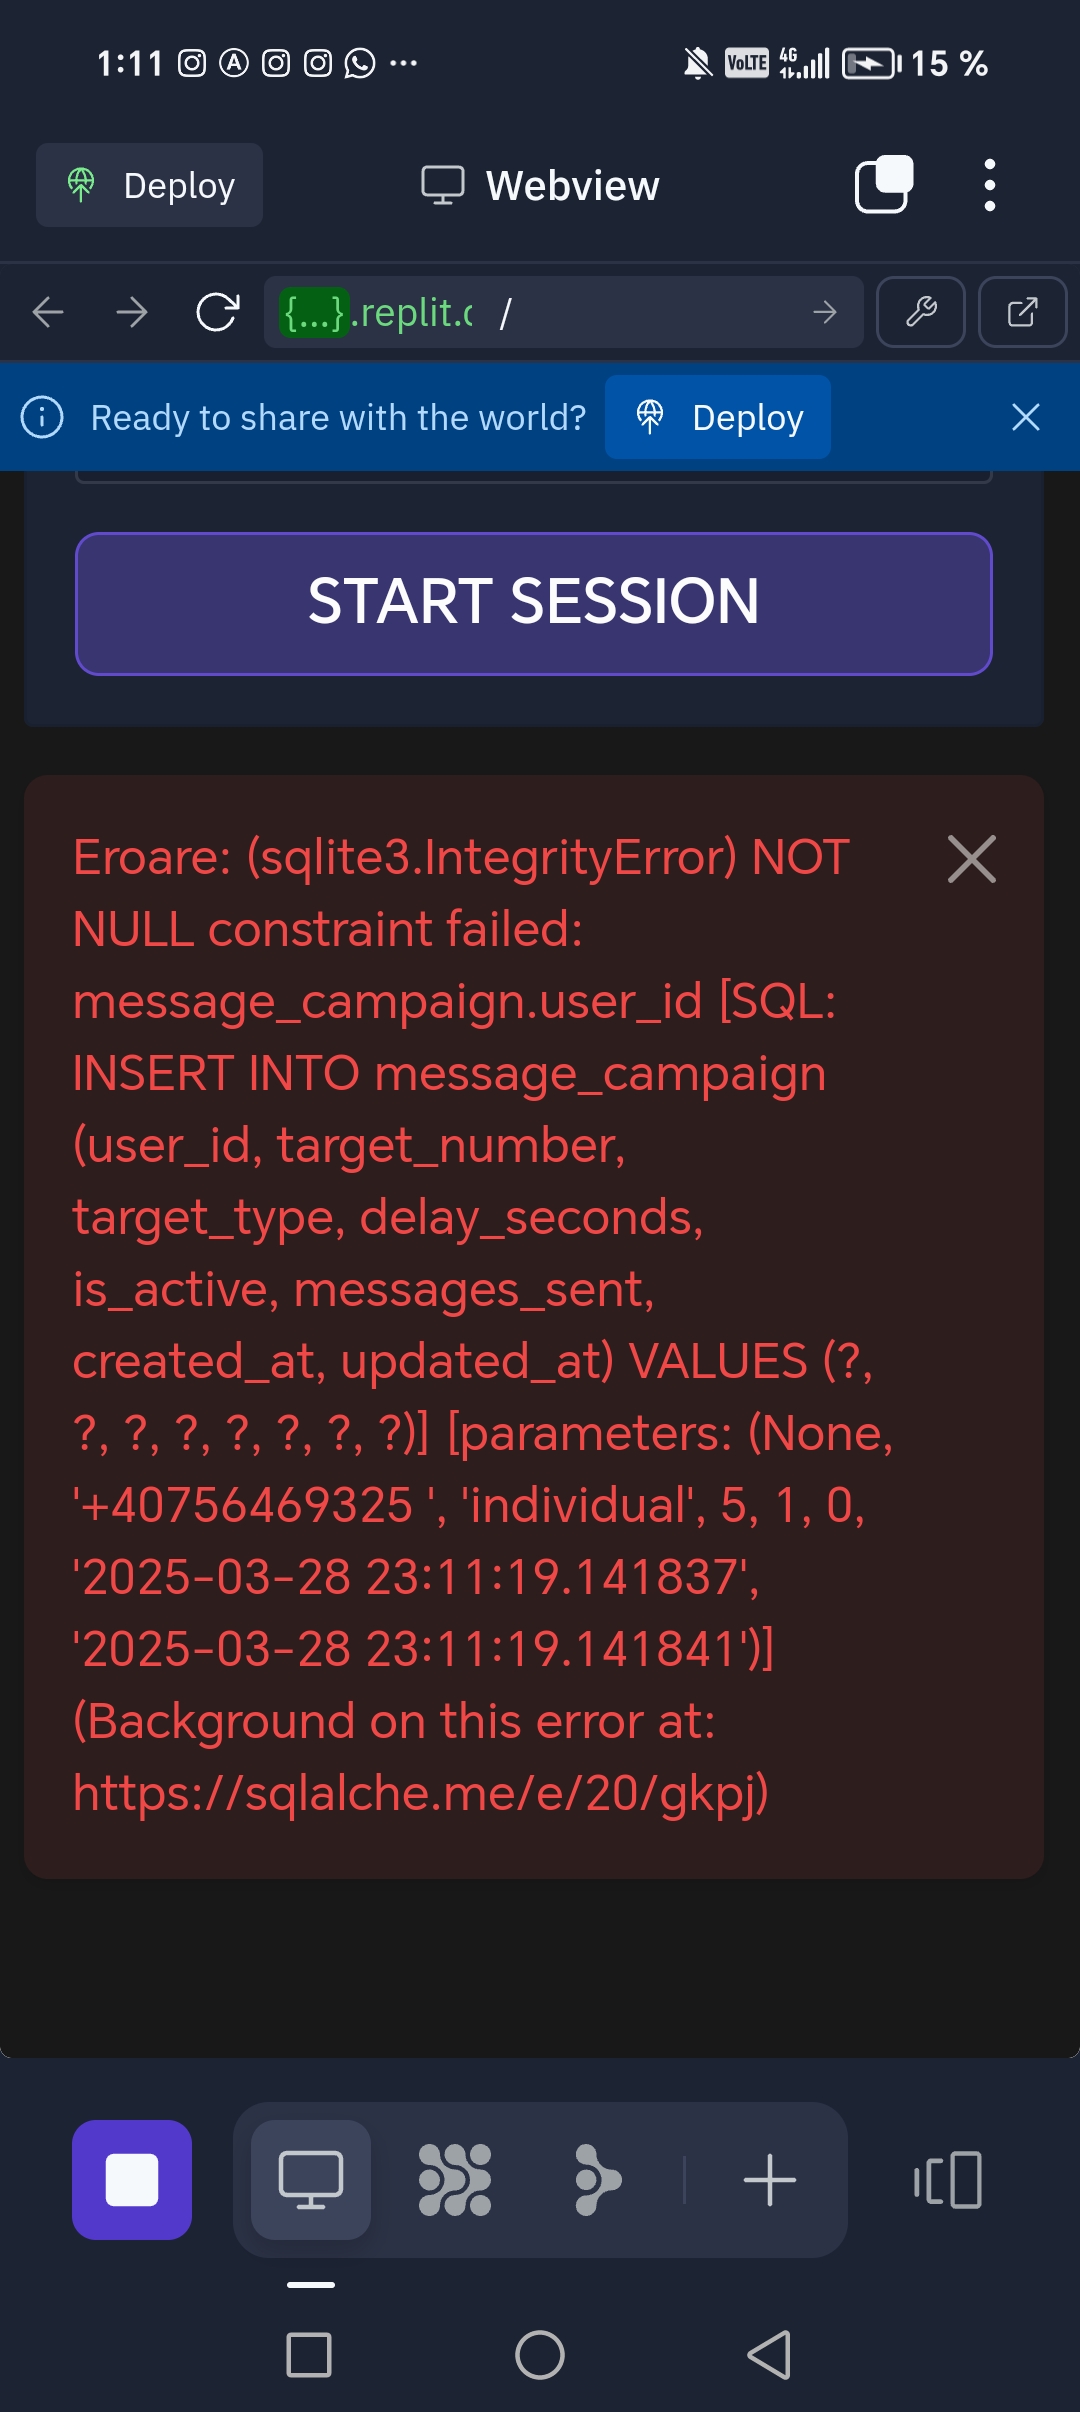 1:11 VoLTE 4G 15 %
Deploy Webview
{...}.replit.c /
Ready to share with the world? Deploy
START SESSION
Eroare: (sqlite3.IntegrityError) NOT
NULL constraint failed:
message_campaign.user_id [SQL:
INSERT INTO message_campaign
(user_id, target_number,
target_type, delay_seconds,
is_active, messages_sent,
created_at, updated_at) VALUES (?,
?, ?, ?, ?, ?, ?, ?)] [parameters: (None,
'+40756469325 ', 'individual', 5, 1, 0,
'2025-03-28 23:11:19.141837',
'2025-03-28 23:11:19.141841')]
(Background on this error at:
https://sqlalche.me/e/20/gkpj)